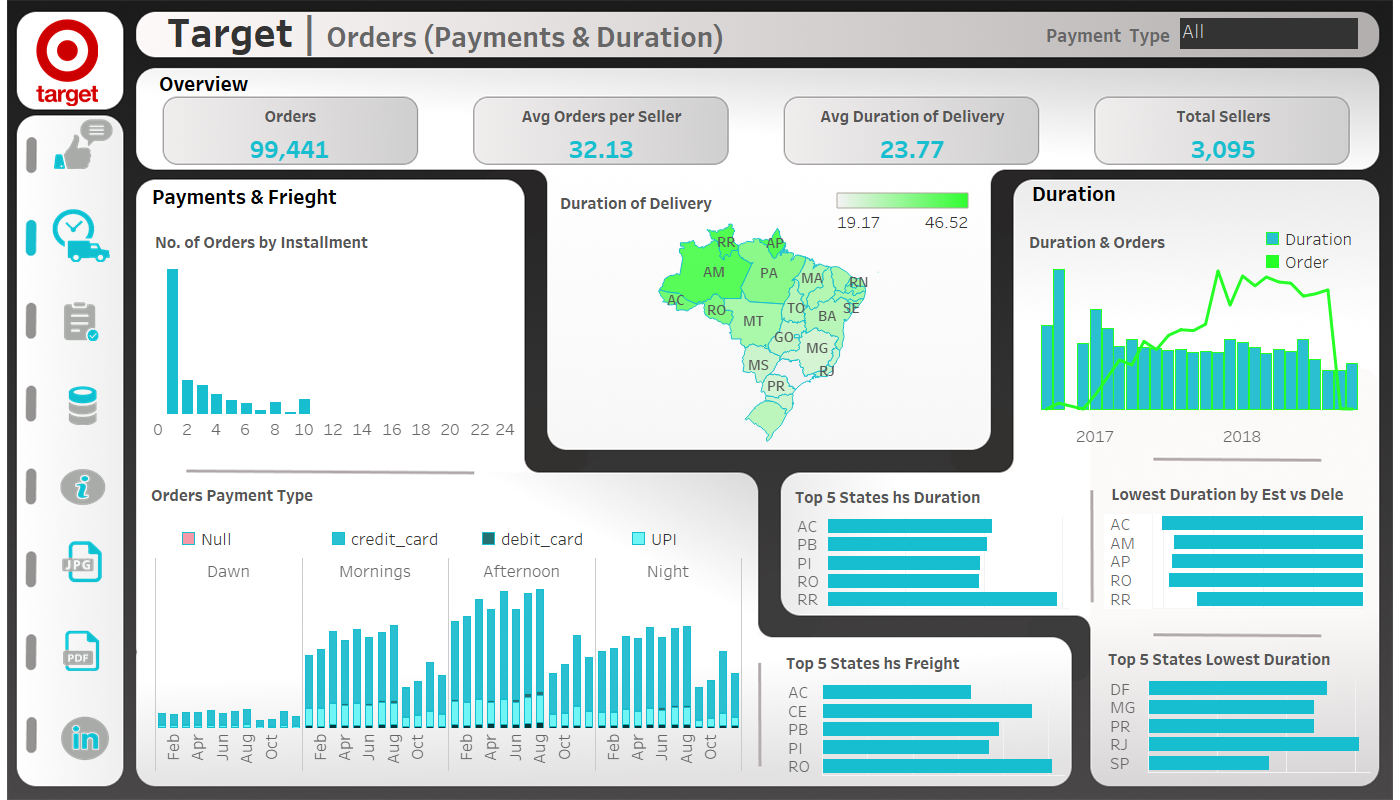 Target | Orders (Payments & Duration)
Payment Type
All
target
Overview
Orders
99,441
Avg Orders per Seller
32.13
Avg Duration of Delivery
23.77
Total Sellers
3,095
Payments & Frieght
No. of Orders by Installment
0 2 4 6 8 10 12 14 16 18 20 22 24
Duration of Delivery
19.17 46.52
RR
AP
AM
PA
MA
RN
AC
RO
TO
SE
MT
BA
GO
MG
MS
RJ
PR
Duration
Duration & Orders
Duration
Order
2017 2018
Orders Payment Type
Null credit_card debit_card UPI
Dawn Mornings Afternoon Night
Feb Apr Jun Aug Oct Feb Apr Jun Aug Oct Feb Apr Jun Aug Oct Feb Apr Jun Aug Oct
Top 5 States hs Duration
AC
PB
PI
RO
RR
Lowest Duration by Est vs Dele
AC
AM
AP
RO
RR
Top 5 States hs Freight
AC
CE
PB
PI
RO
Top 5 States Lowest Duration
DF
MG
PR
RJ
SP
JPG
PDF
in